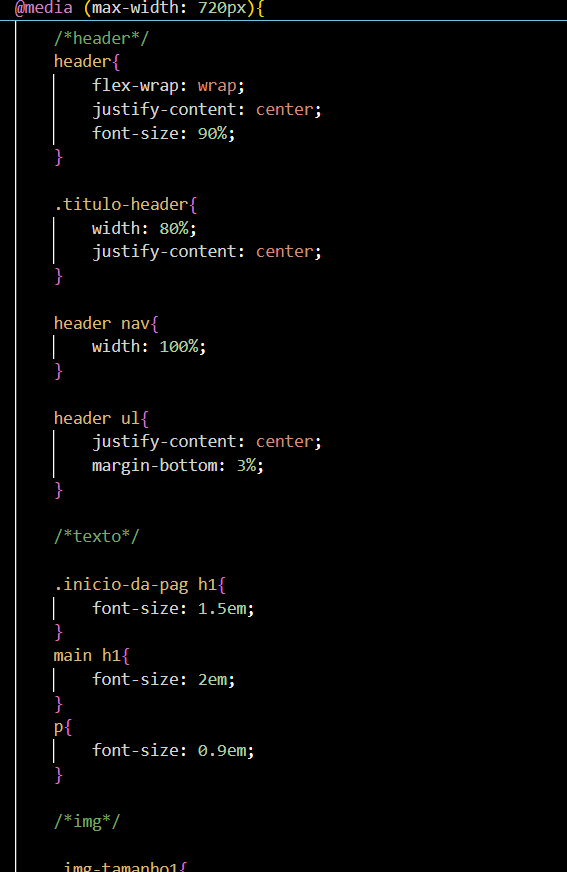 @media (max-width: 720px){
/*header*/
header{
flex-wrap: wrap;
justify-content: center;
font-size: 90%;
}
.titulo-header{
width: 80%;
justify-content: center;
}
header nav{
width: 100%;
}
header ul{
justify-content: center;
margin-bottom: 3%;
}
/*texto*/
.inicio-da-pag h1{
font-size: 1.5em;
}
main h1{
font-size: 2em;
}
p{
font-size: 0.9em;
}
/*img*/
.img-tamanho1{